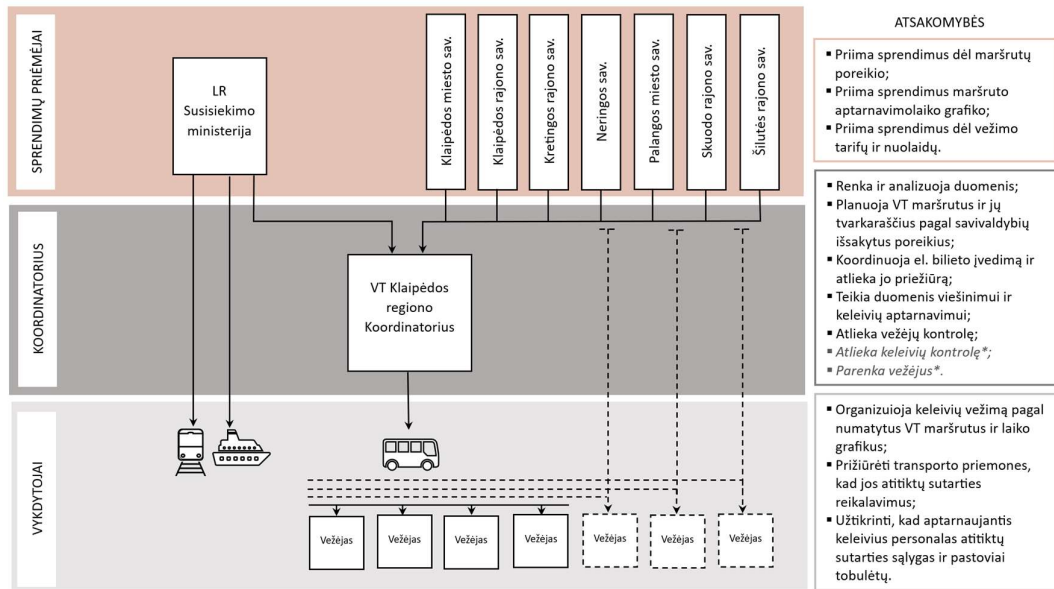 SPRENDIMŲ PRIĖMĖJAI
LR
Susisiekimo
ministerija
Klaipėdos miesto sav.
Klaipėdos rajono sav.
Kretingos rajono sav.
Neringos sav.
Palangos miesto sav.
Skuodo rajono sav.
Šilutės rajono sav.
ATSAKOMYBĖS
▪ Priima sprendimus dėl maršrutų
poreikio;
▪ Priima sprendimus maršruto
aptarnavimolaiko grafiko;
▪ Priima sprendimus dėl vežimo
tarifų ir nuolaidų.
KOORDINATORIUS
VT Klaipėdos
regiono
Koordinatorius
▪ Renka ir analizuoja duomenis;
▪ Planuoja VT maršrutus ir jų
tvarkaraščius pagal savivaldybių
išsakytus poreikius;
▪ Koordinuoja el. bilieto įvedimą ir
atlieka jo priežiūrą;
▪ Teikia duomenis viešinimui ir
keleivių aptarnavimui;
▪ Atlieka vežėjų kontrolę;
▪ Atlieka keleivių kontrolę*;
▪ Parenka vežėjus*.
VYKDYTOJAI
Vežėjas
Vežėjas
Vežėjas
Vežėjas
Vežėjas
Vežėjas
Vežėjas
▪ Organizuioja keleivių vežimą pagal
numatytus VT maršrutus ir laiko
grafikus;
▪ Prižiūrėti transporto priemones,
kad jos atitiktų sutarties
reikalavimus;
▪ Užtikrinti, kad aptarnaujantis
keleivius personalas atitiktų
sutarties sąlygas ir pastoviai
tobulėtų.